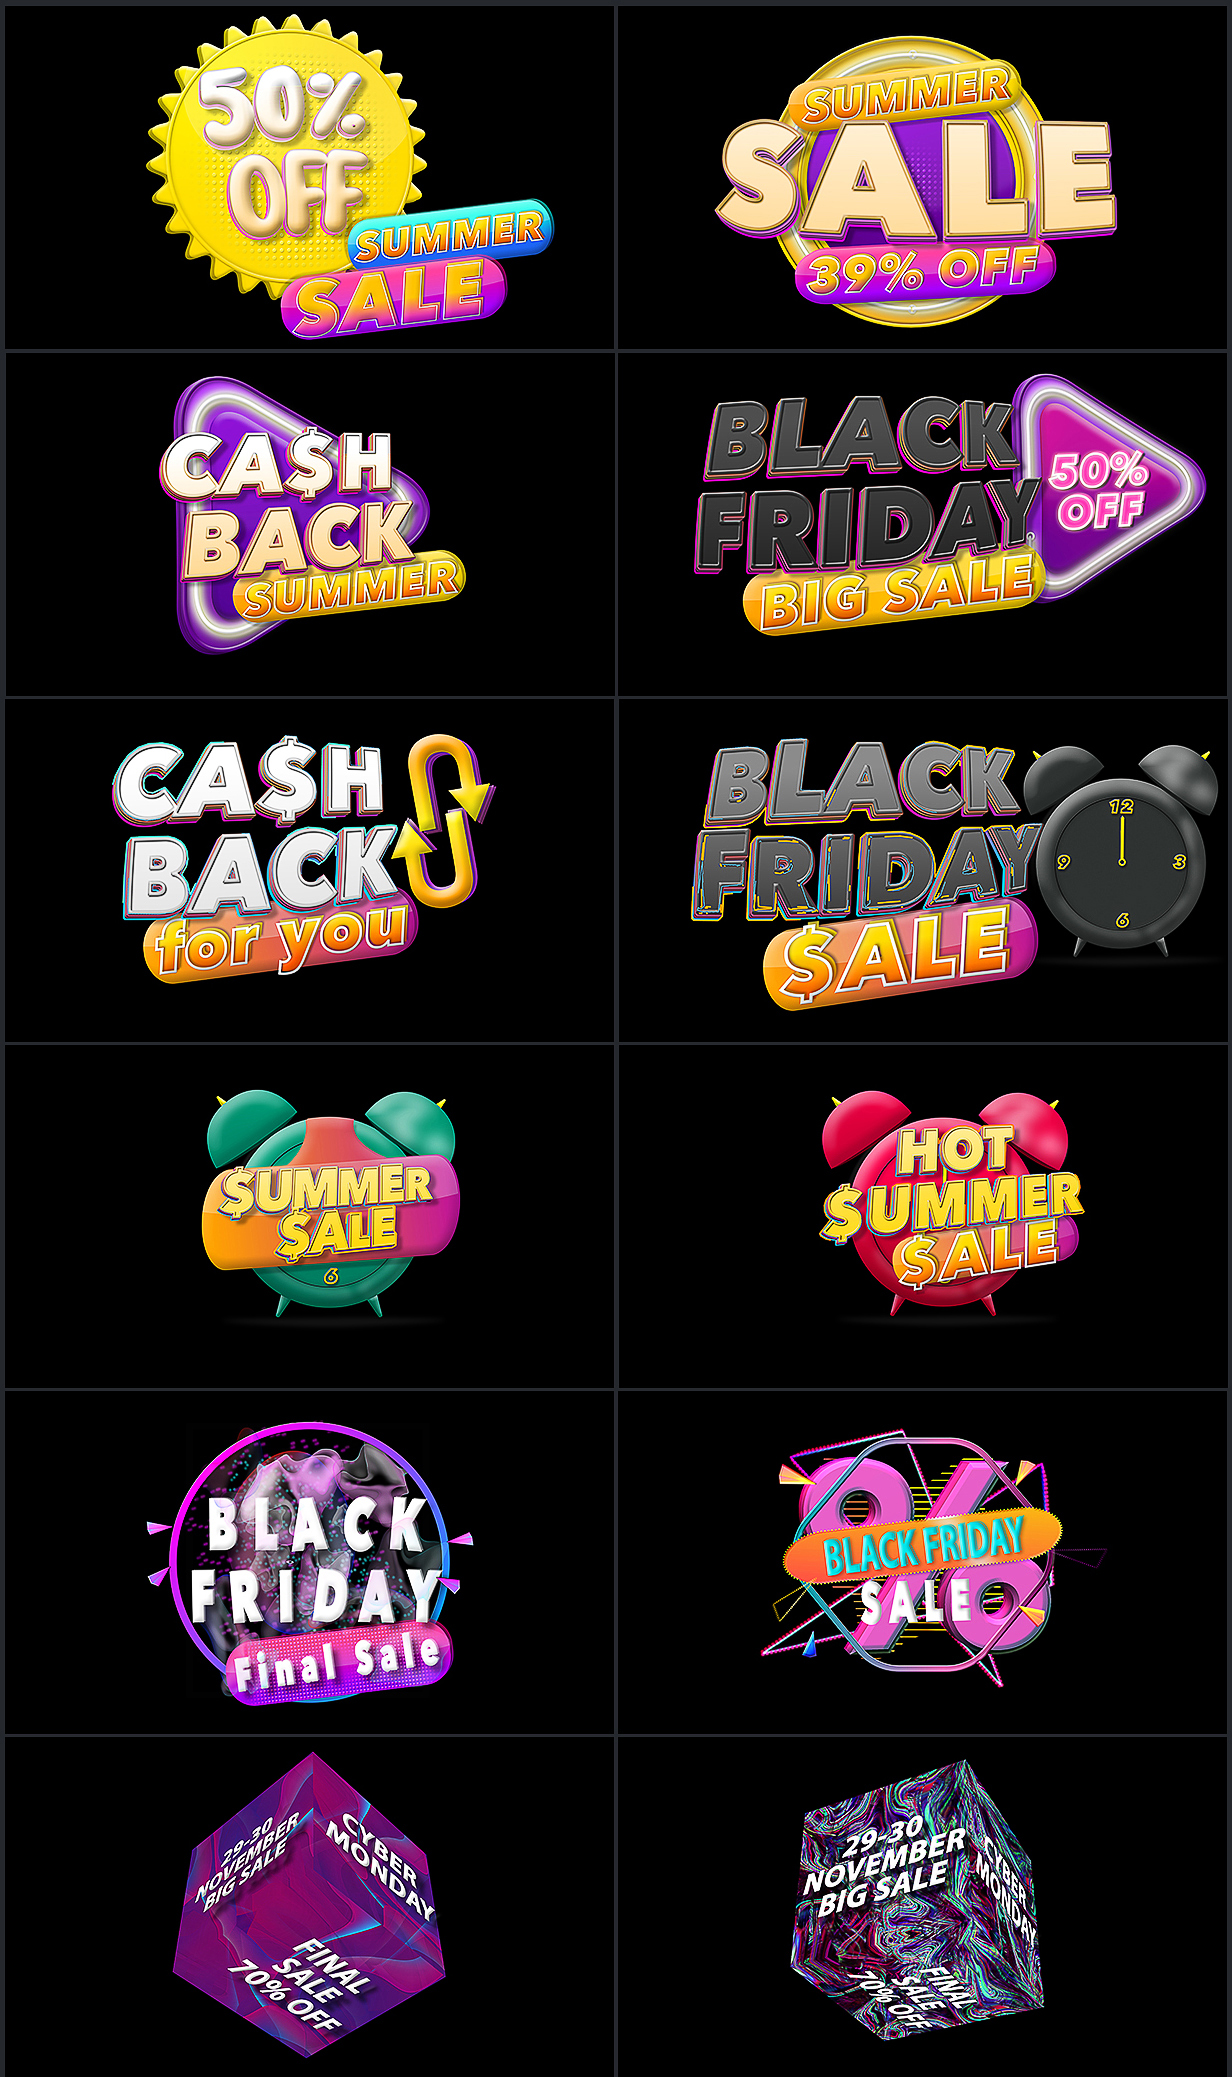 50%
OFF
SUMMER
SALE
SUMMER
SALE
39% OFF
CA$H
BACK
SUMMER
BLACK
FRIDAY
BIG SALE
50%
OFF
CA$H
BACK
for you
BLACK
FRIDAY
$ALE
12
9
3
6
$UMMER
$ALE
6
HOT
$UMMER
$ALE
BLACK
FRIDAY
Final Sale
%
BLACK FRIDAY
SALE
29-30
NOVEMBER
BIG SALE
CYBER
MONDAY
FINAL
SALE
70% OFF
29-30
NOVEMBER
BIG SALE
CYBER
MONDAY
FINAL
SALE
70% OFF